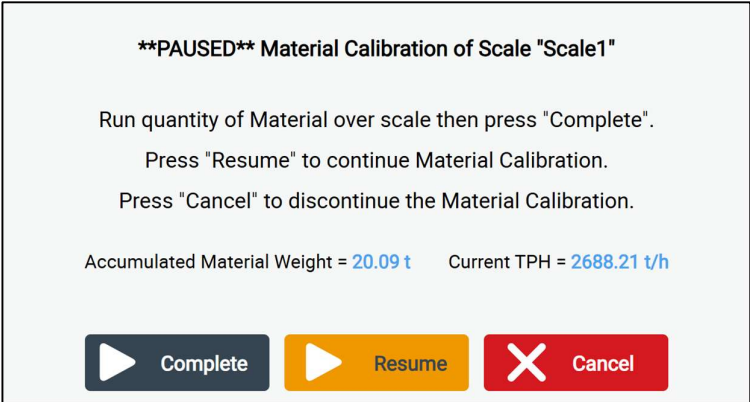 **PAUSED** Material Calibration of Scale "Scale1"
Run quantity of Material over scale then press "Complete".
Press "Resume" to continue Material Calibration.
Press "Cancel" to discontinue the Material Calibration.
Accumulated Material Weight = 20.09 t Current TPH = 2688.21 t/h
Complete Resume Cancel